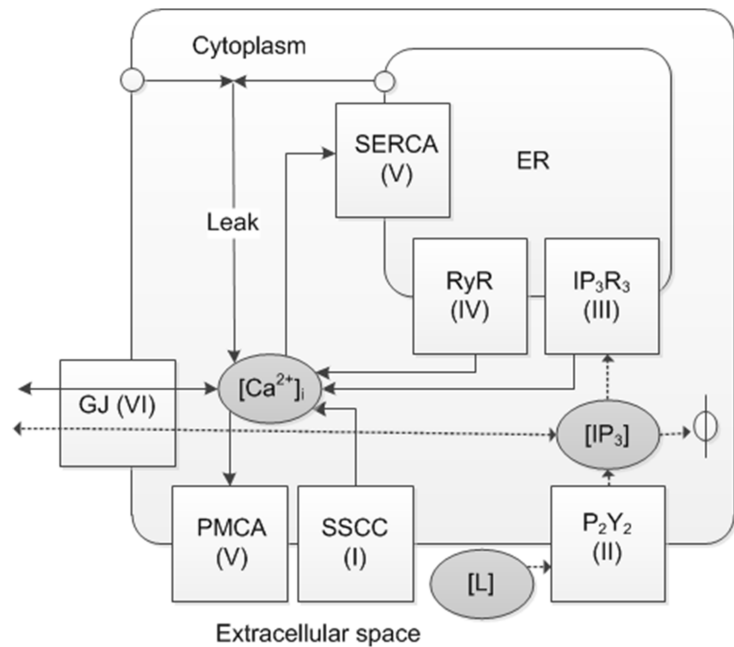 Cytoplasm
SERCA
(V)
ER
Leak
RyR
(IV)
IP₃R₃
(III)
GJ (VI)
[Ca²⁺]ᵢ
[IP₃]
PMCA
(V)
SSCC
(I)
P₂Y₂
(II)
[L]
Extracellular space